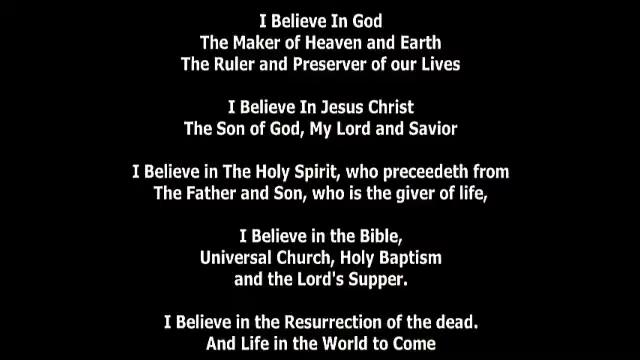 I Believe In God
The Maker of Heaven and Earth
The Ruler and Preserver of our Lives
I Believe In Jesus Christ
The Son of God, My Lord and Savior
I Believe in The Holy Spirit, who preceedeth from
The Father and Son, who is the giver of life,
I Believe in the Bible,
Universal Church, Holy Baptism
and the Lord's Supper.
I Believe in the Resurrection of the dead.
And Life in the World to Come